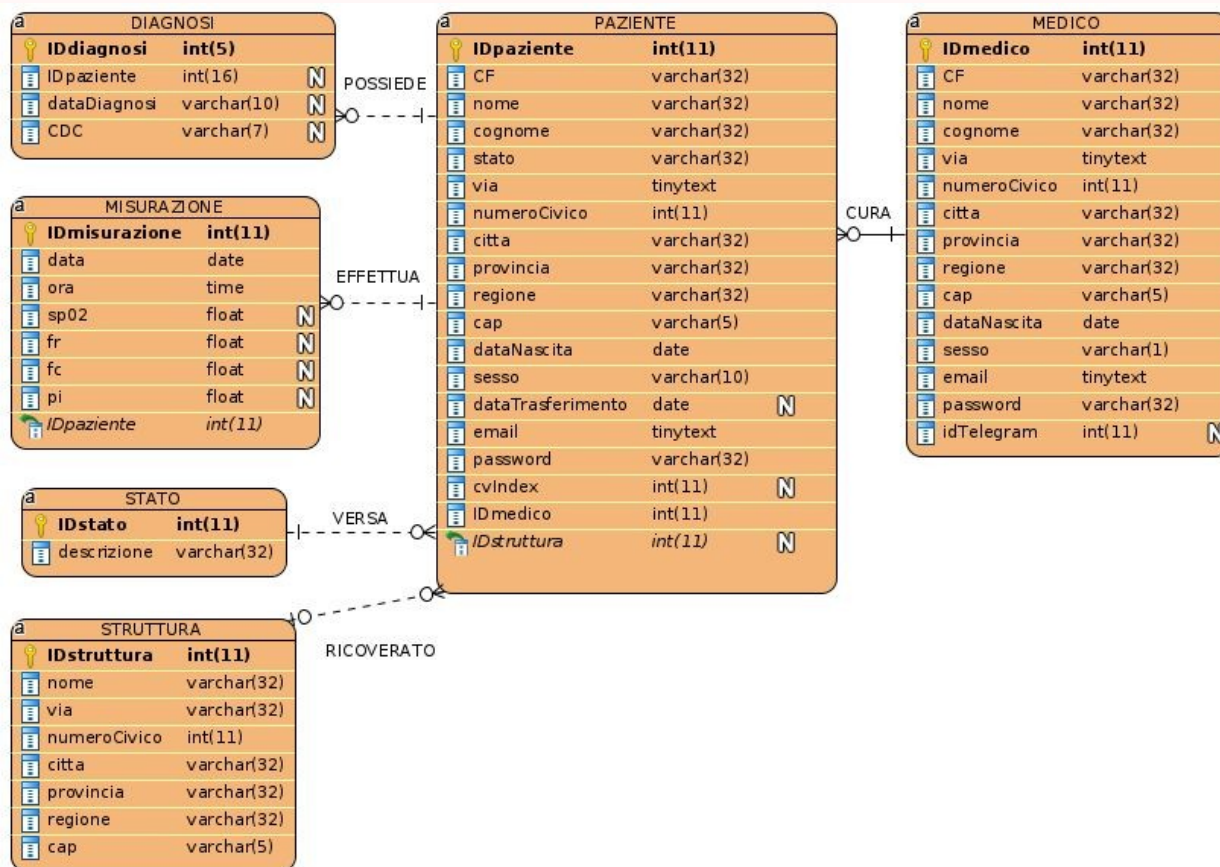 a DIAGNOSI
IDdiagnosi int(5)
IDpaziente int(16) N
dataDiagnosi varchar(10) N
CDC varchar(7) N
POSSIEDE
a MISURAZIONE
IDmisurazione int(11)
data date
ora time
sp02 float N
fr float N
fc float N
pi float N
IDpaziente int(11)
EFFETTUA
a STATO
IDstato int(11)
descrizione varchar(32)
VERSA
a STRUTTURA
IDstruttura int(11)
nome varchar(32)
via varchar(32)
numeroCivico int(11)
citta varchar(32)
provincia varchar(32)
regione varchar(32)
cap varchar(5)
RICOVERATO
a PAZIENTE
IDpaziente int(11)
CF varchar(32)
nome varchar(32)
cognome varchar(32)
stato varchar(32)
via tinytext
numeroCivico int(11)
citta varchar(32)
provincia varchar(32)
regione varchar(32)
cap varchar(5)
dataNascita date
sesso varchar(10)
dataTrasferimento date N
email tinytext
password varchar(32)
cvIndex int(11) N
IDmedico int(11)
IDstruttura int(11) N
CURA
a MEDICO
IDmedico int(11)
CF varchar(32)
nome varchar(32)
cognome varchar(32)
via tinytext
numeroCivico int(11)
citta varchar(32)
provincia varchar(32)
regione varchar(32)
cap varchar(5)
dataNascita date
sesso varchar(1)
email tinytext
password varchar(32)
idTelegram int(11) N